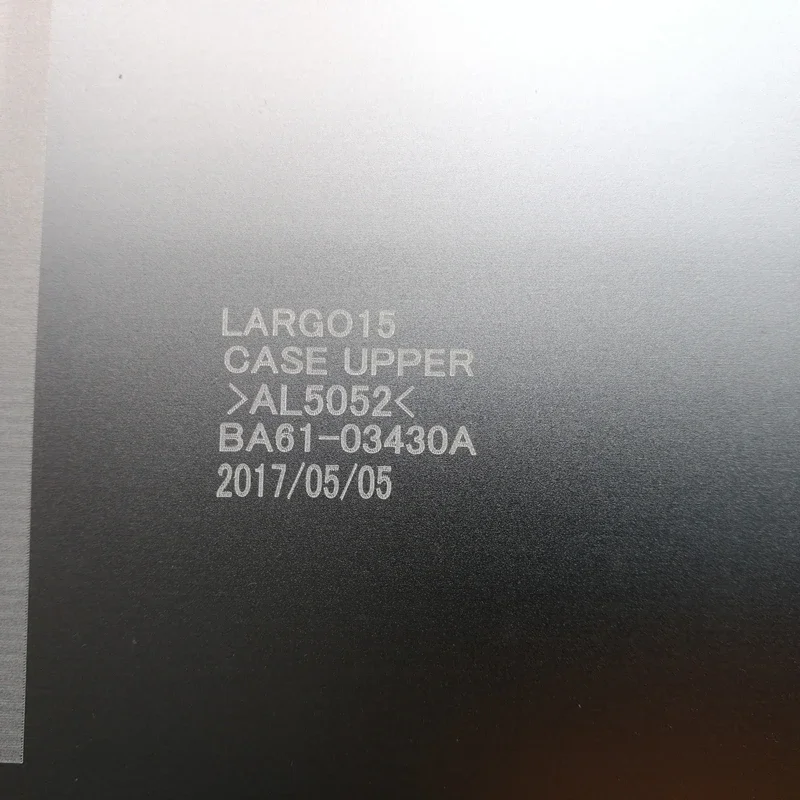 LARGO15
CASE UPPER
>AL5052<
BA61-03430A
2017/05/05